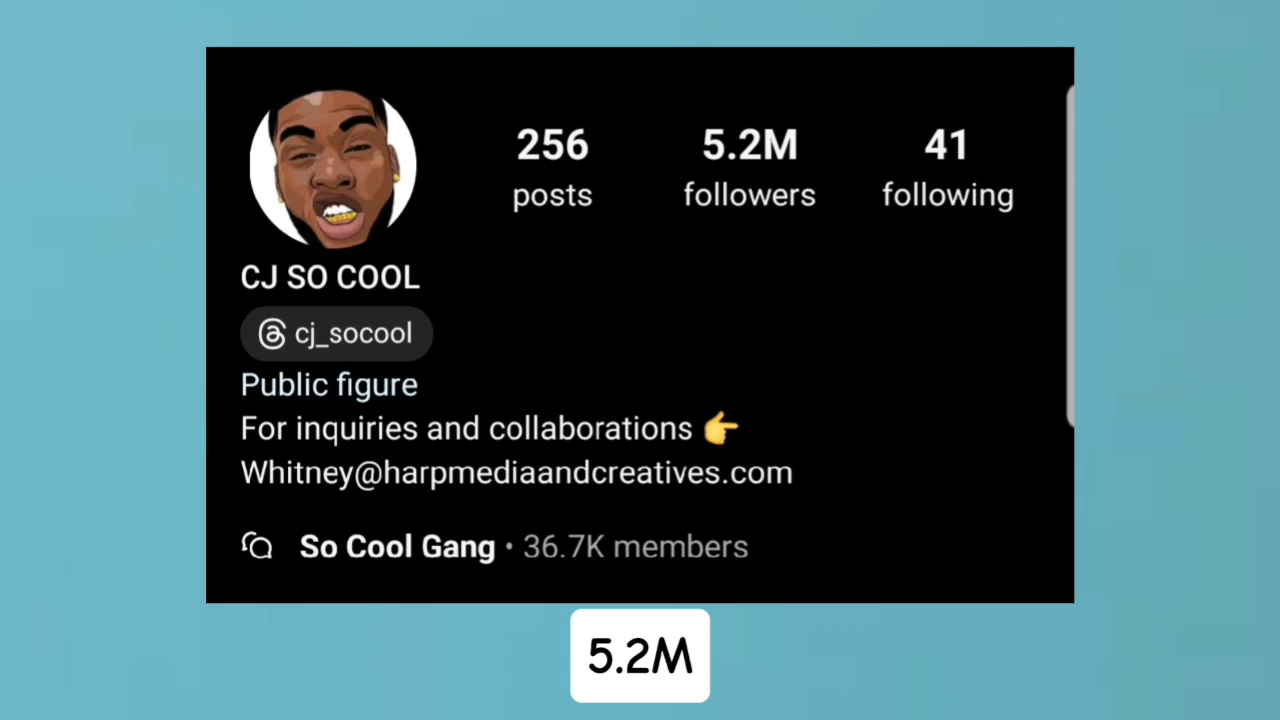 256 5.2M 41
posts followers following
CJ SO COOL
cj_socool
Public figure
For inquiries and collaborations 👉
Whitney@harpmediaandcreatives.com
So Cool Gang · 36.7K members
5.2M